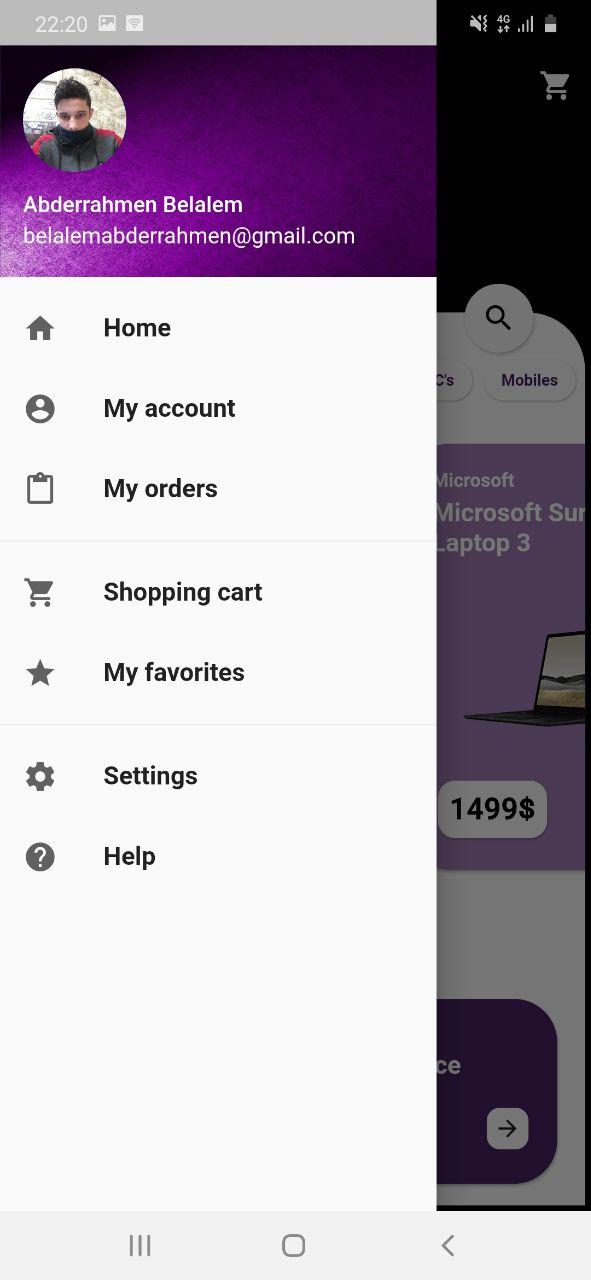 22:20
4G
Abderrahmen Belalem
belalemabderrahmen@gmail.com
Home
My account
My orders
Shopping cart
My favorites
Settings
Help
C's
Mobiles
Microsoft
Microsoft Sur
Laptop 3
1499$
ce